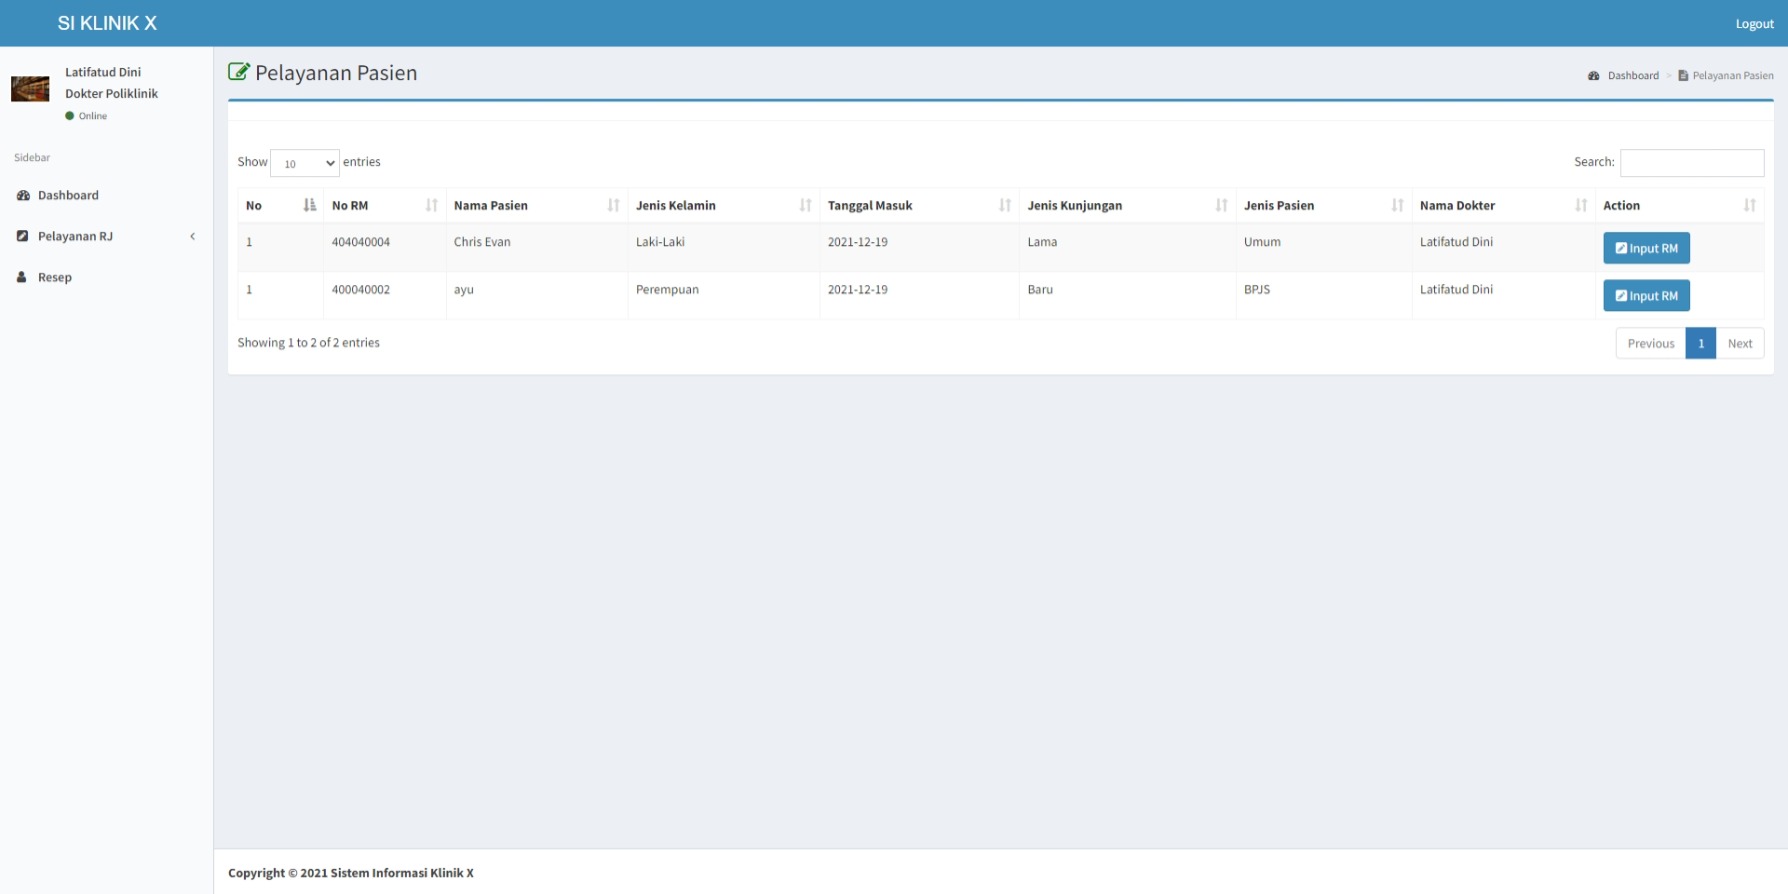 SI KLINIK X
Logout
Latifatud Dini
Dokter Poliklinik
Online
Sidebar
Dashboard
Pelayanan RJ
Resep
Pelayanan Pasien
Dashboard > Pelayanan Pasien
Show 10 entries
Search:
No No RM Nama Pasien Jenis Kelamin Tanggal Masuk Jenis Kunjungan Jenis Pasien Nama Dokter Action
1 404040004 Chris Evan Laki-Laki 2021-12-19 Lama Umum Latifatud Dini Input RM
1 400040002 ayu Perempuan 2021-12-19 Baru BPJS Latifatud Dini Input RM
Showing 1 to 2 of 2 entries
Previous 1 Next
Copyright © 2021 Sistem Informasi Klinik X